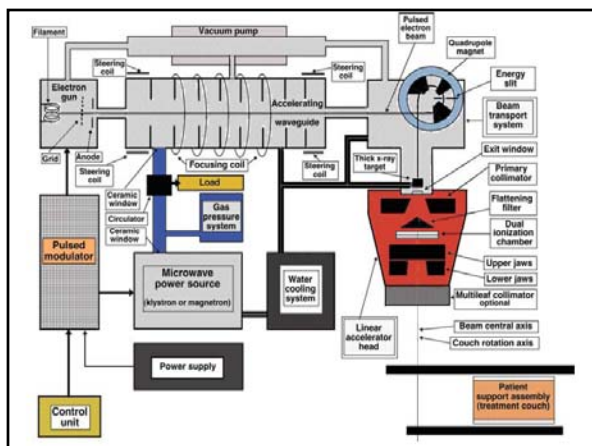 Vacuum pump
Filament
Electron
gun
Steering
coil
Steering
coil
Pulsed
electron
beam
Quadrupole
magnet
Energy
slit
Accelerating
waveguide
Beam
transport
system
Grid
Anode
Steering
coil
Focusing coil
Steering
coil
Thick x-ray
target
Exit window
Primary
collimator
Flattening
filter
Dual
ionization
chamber
Upper jaws
Lower jaws
Multileaf collimator
optional
Ceramic
window
Circulator
Ceramic
window
Load
Gas
pressure
system
Pulsed
modulator
Microwave
power source
(klystron or magnetron)
Water
cooling
system
Linear
accelerator
head
Beam central axis
Couch rotation axis
Power supply
Control
unit
Patient
support assembly
(treatment couch)